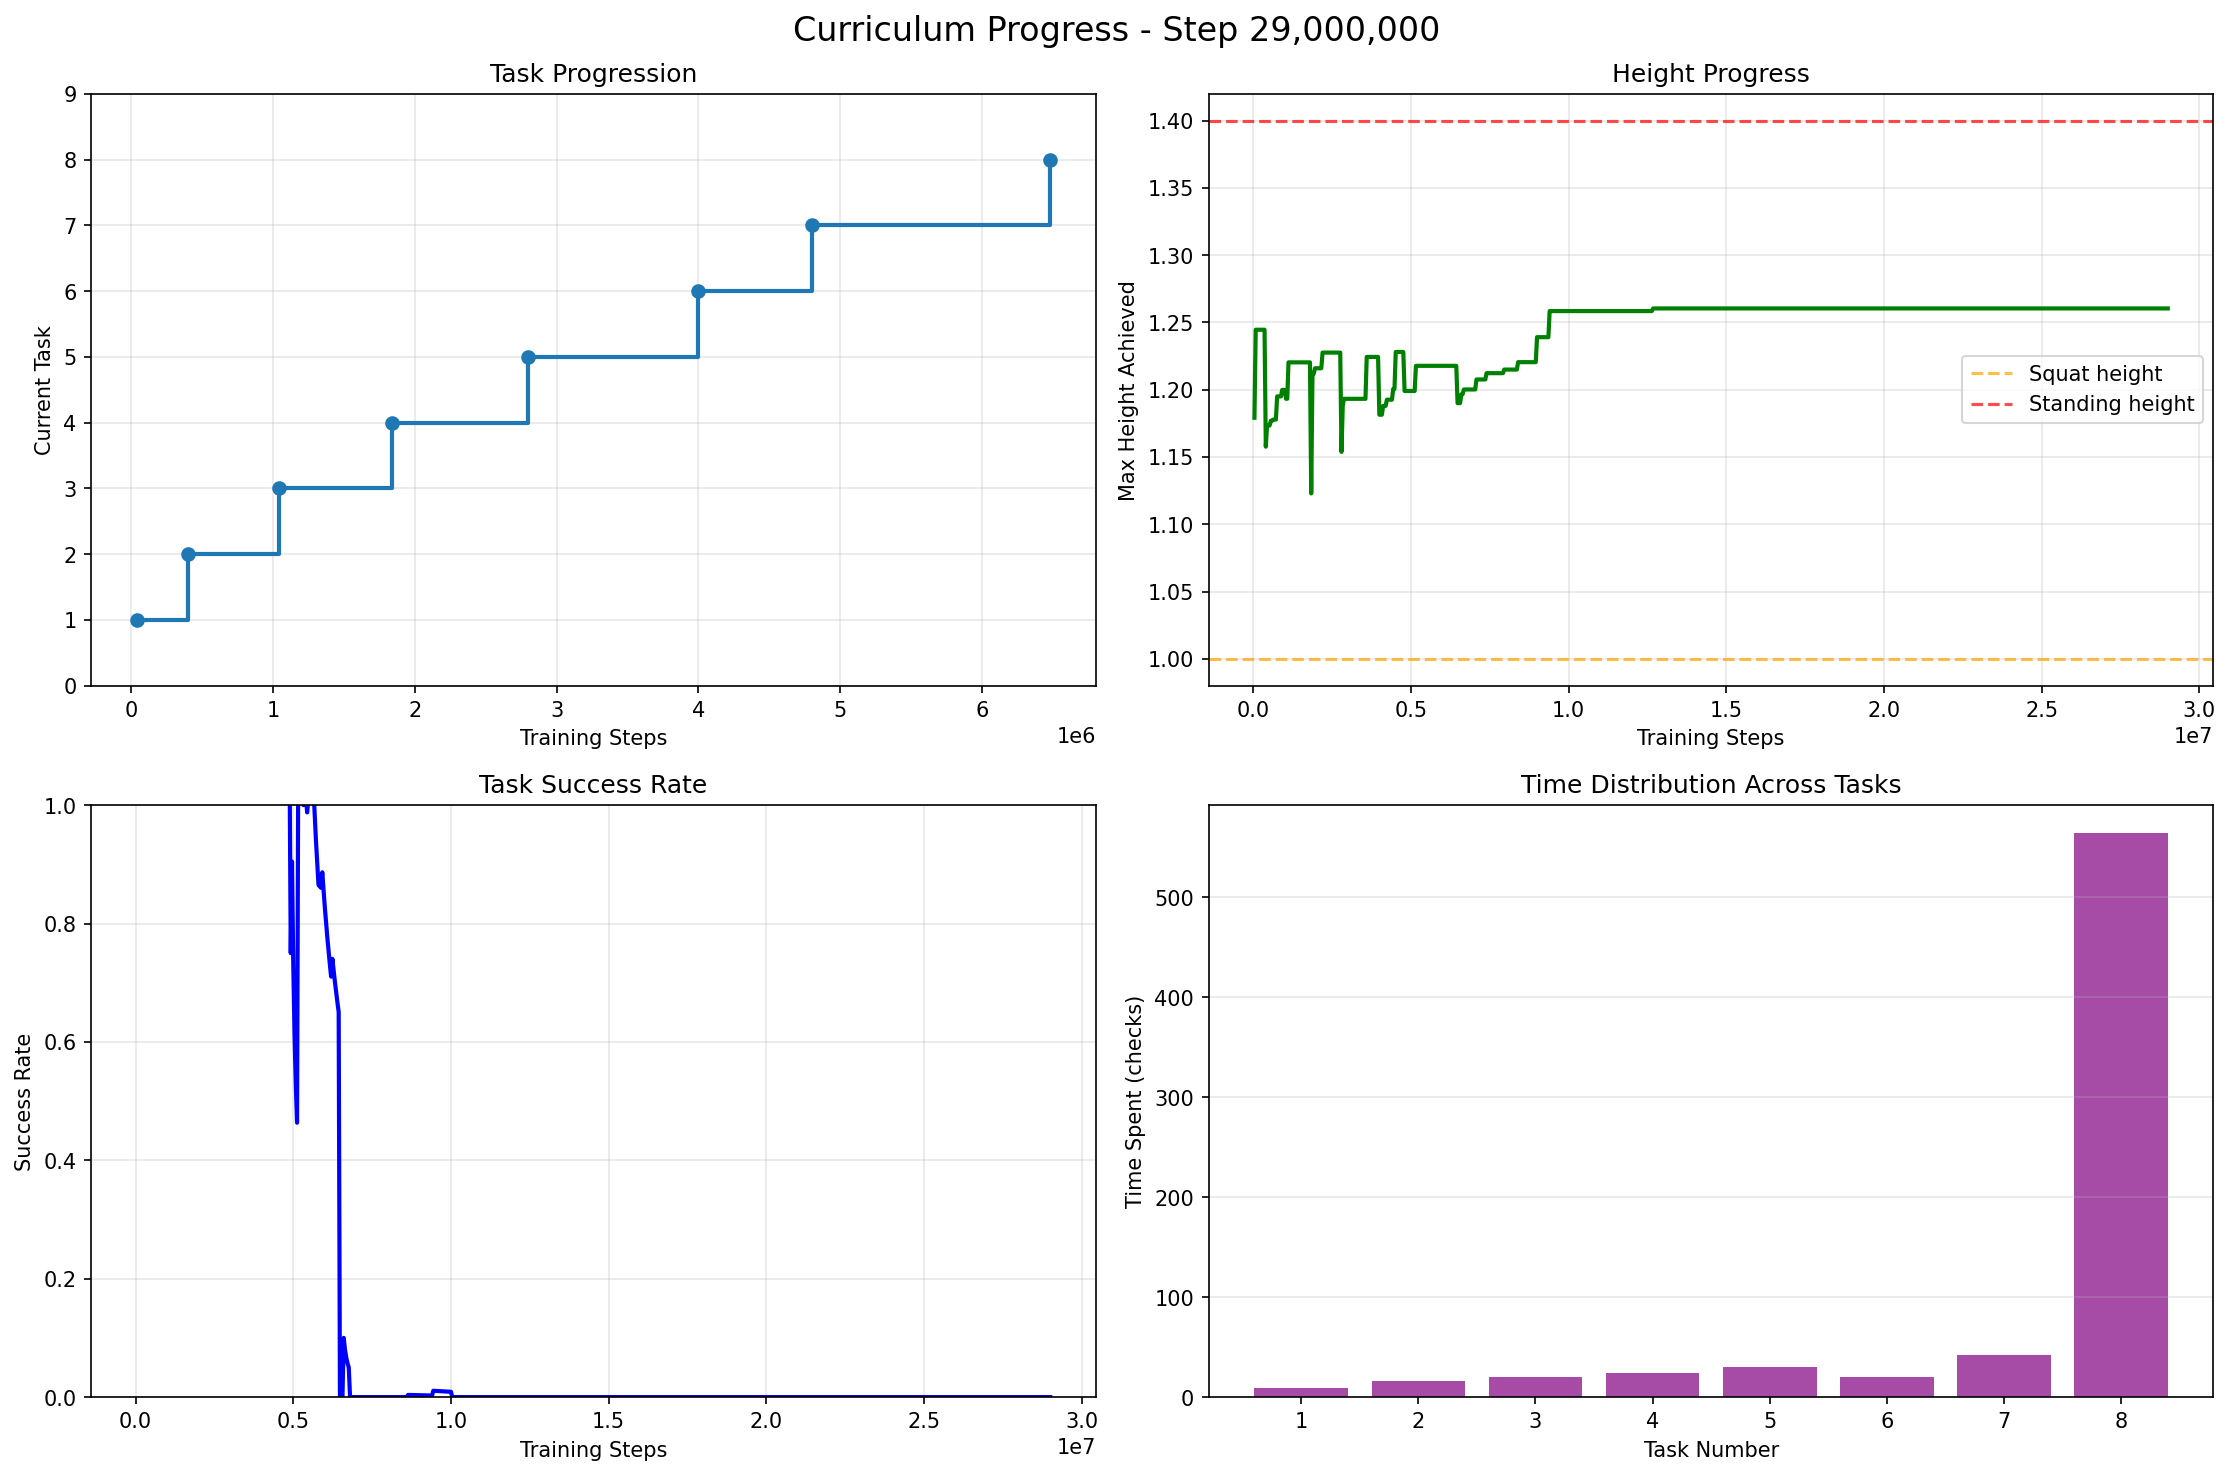 Curriculum Progress - Step 29,000,000
Task Progression
9
8
7
6
5
4
3
2
1
0
Current Task
0 1 2 3 4 5 6
1e6
Training Steps
Height Progress
1.40
1.35
1.30
1.25
1.20
1.15
1.10
1.05
1.00
Max Height Achieved
Squat height
Standing height
0.0 0.5 1.0 1.5 2.0 2.5 3.0
1e7
Training Steps
Task Success Rate
1.0
0.8
0.6
0.4
0.2
0.0
Success Rate
0.0 0.5 1.0 1.5 2.0 2.5 3.0
1e7
Training Steps
Time Distribution Across Tasks
500
400
300
200
100
0
Time Spent (checks)
1 2 3 4 5 6 7 8
Task Number